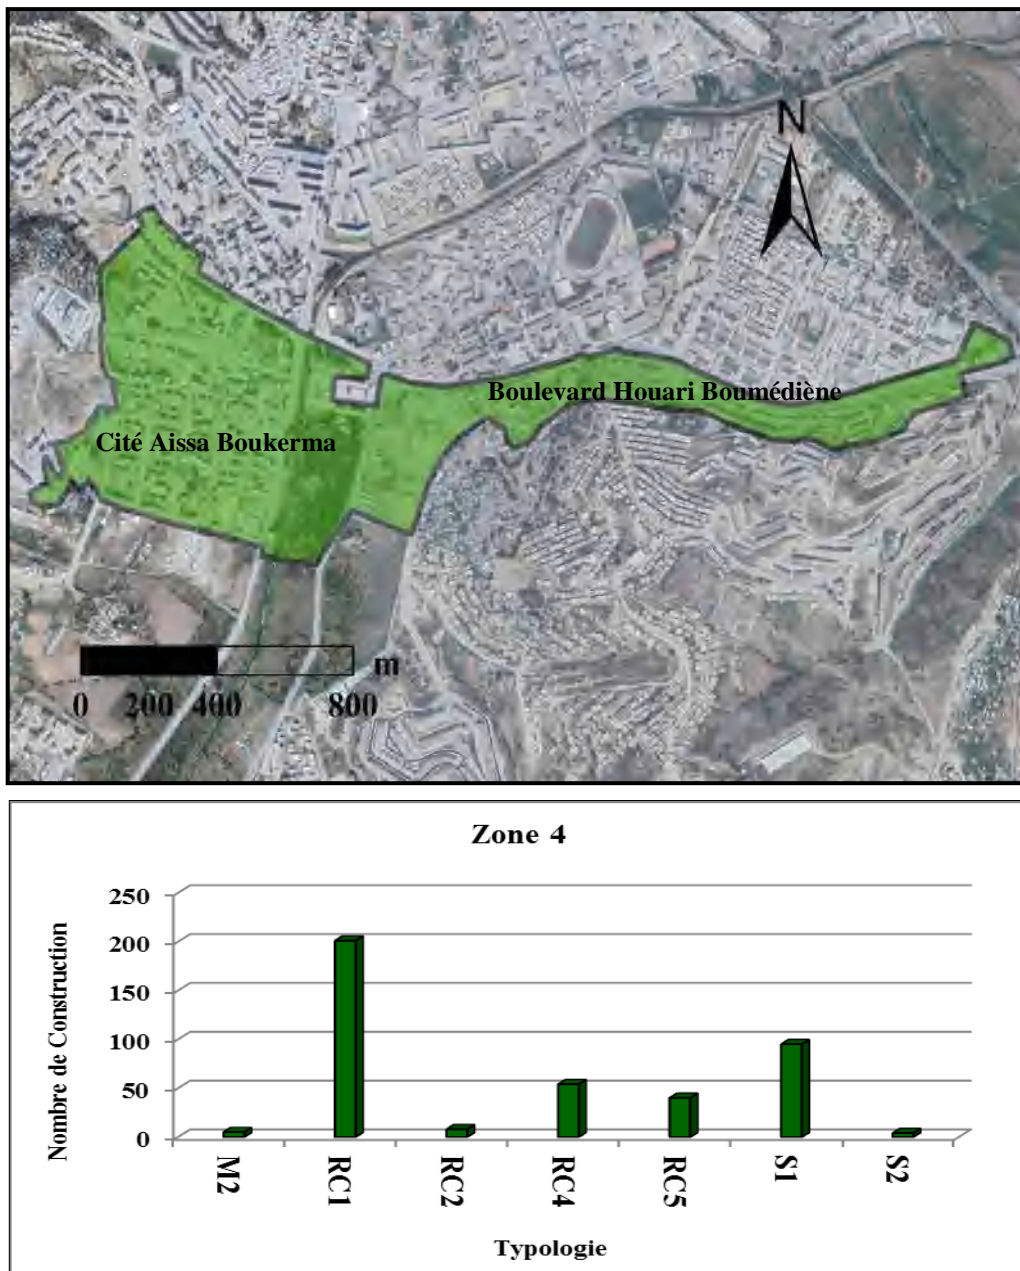 N
Boulevard Houari Boumédiène
Cité Aissa Boukerma
m
0 200 400 800
Zone 4
Nombre de Construction
250
200
150
100
50
0
M2 RC1 RC2 RC4 RC5 S1 S2
Typologie